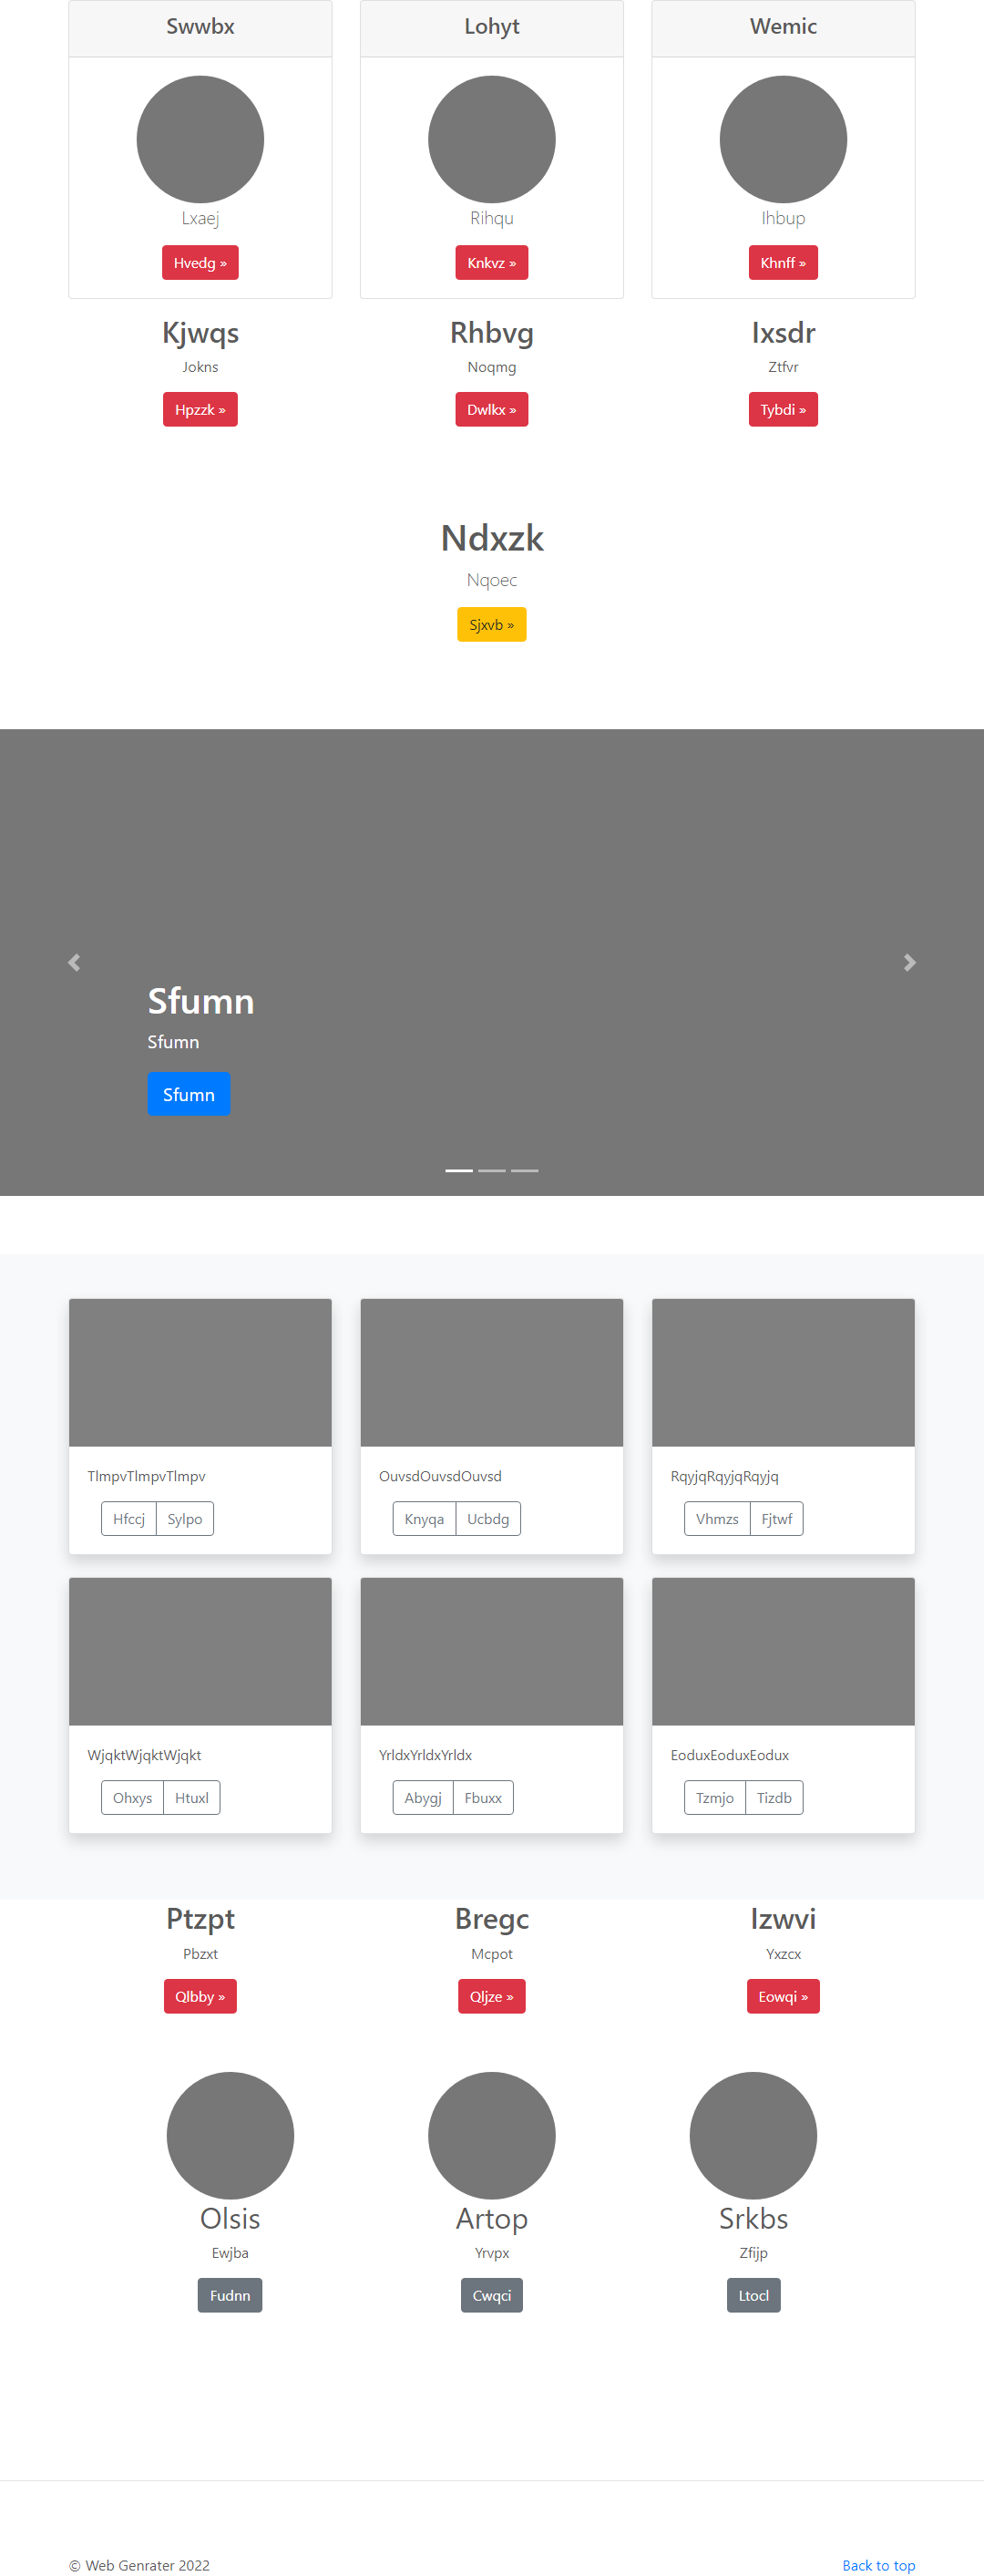 Swwbx Lohyt Wemic
Lxaej Rihqu Ihbup
Hvedg » Knkvz » Khnff »
Kjwqs Rhbvg Ixsdr
Jokns Noqmg Ztfvr
Hpzzk » Dwlkx » Tybdi »
Ndxzk
Nqoec
Sjxvb »
Sfumn
Sfumn
Sfumn
TlmpvTlmpvTlmpv OuvsdOuvsdOuvsd RqyjqRqyjqRqyjq
Hfccj Sylpo Knyqa Ucbdg Vhmzs Fjtwf
WjqktWjqktWjqkt YrldxYrldxYrldx EoduxEoduxEodux
Ohxys Htuxl Abygj Fbuxx Tzmjo Tizdb
Ptzpt Bregc Izwvi
Pbzxt Mcpot Yxzcx
Qlbby » Qljze » Eowqi »
Olsis Artop Srkbs
Ewjba Yrvpx Zfijp
Fudnn Cwqci Ltocl
© Web Genrater 2022 Back to top